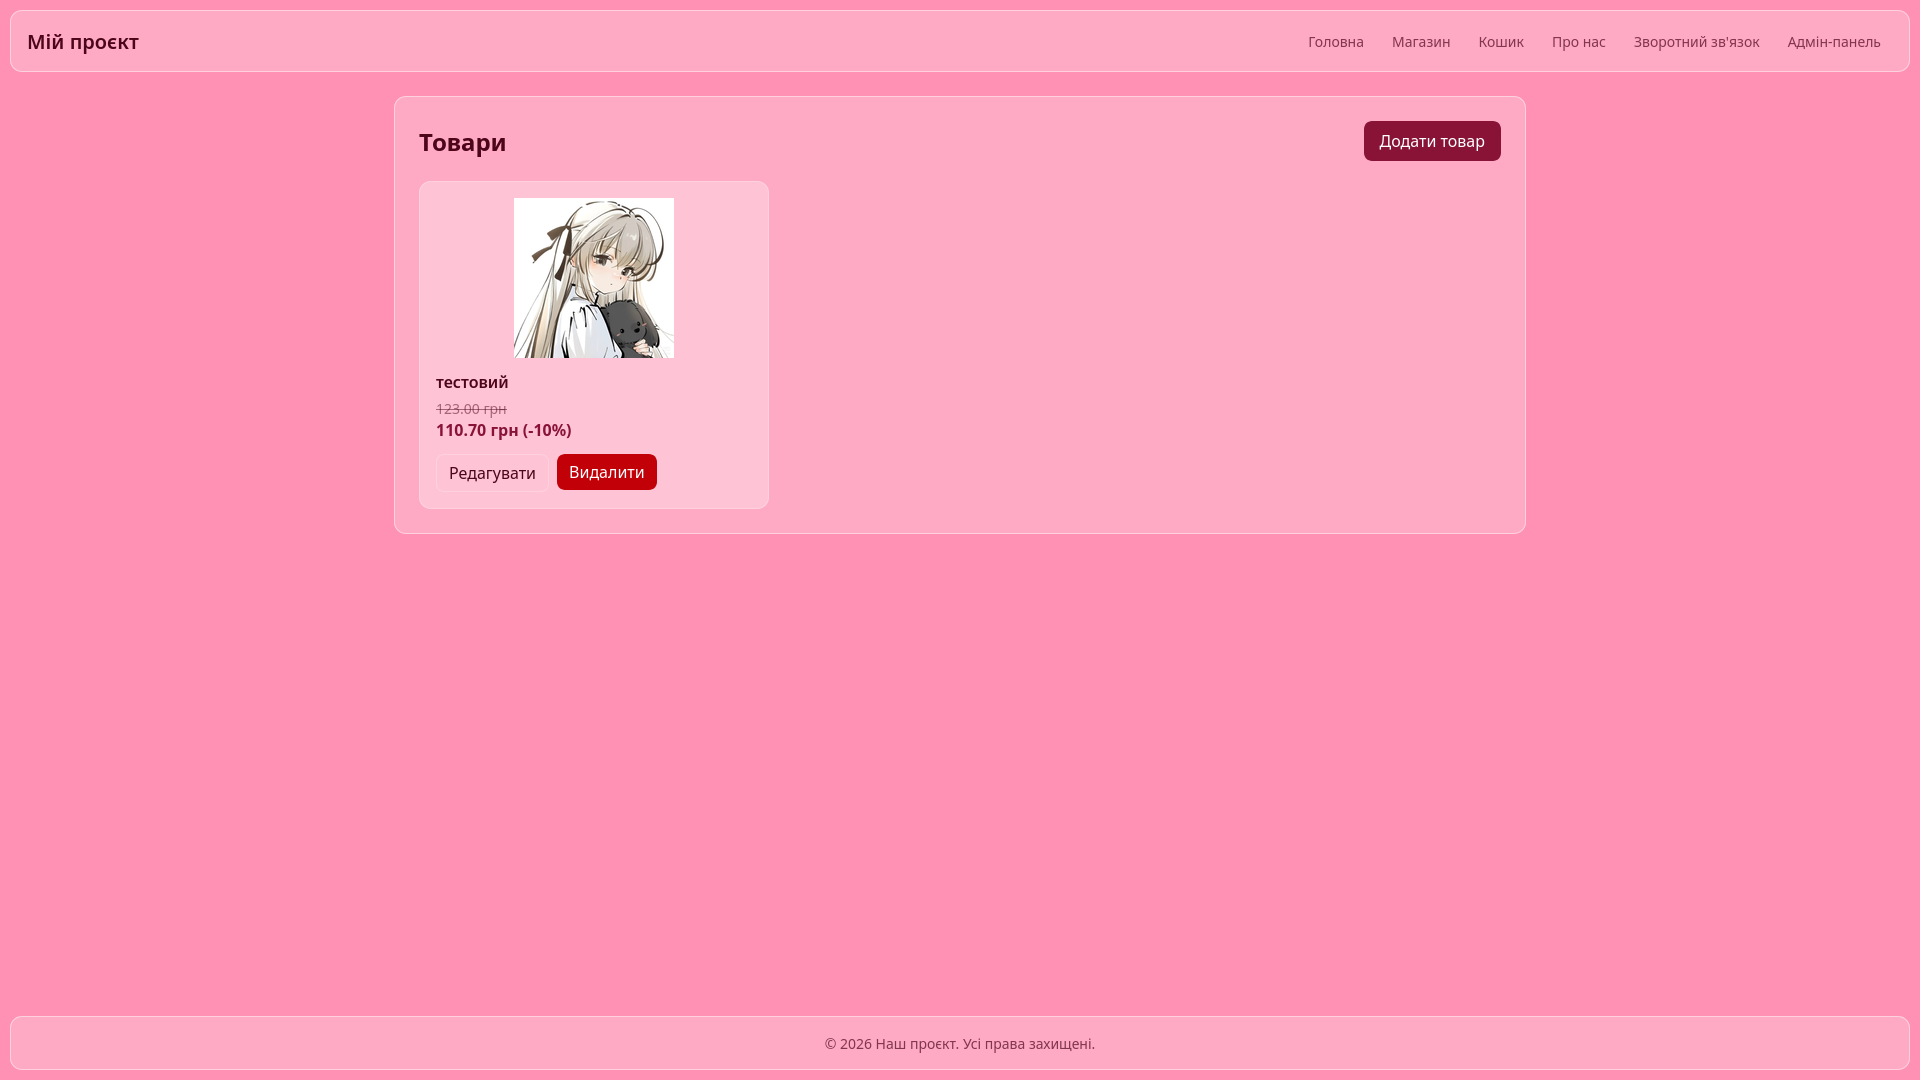 Мій проєкт
Головна Магазин Кошик Про нас Зворотний зв'язок Адмін-панель
Товари
Додати товар
тестовий
123.00 грн
110.70 грн (-10%)
Редагувати Видалити
© 2026 Наш проєкт. Усі права захищені.